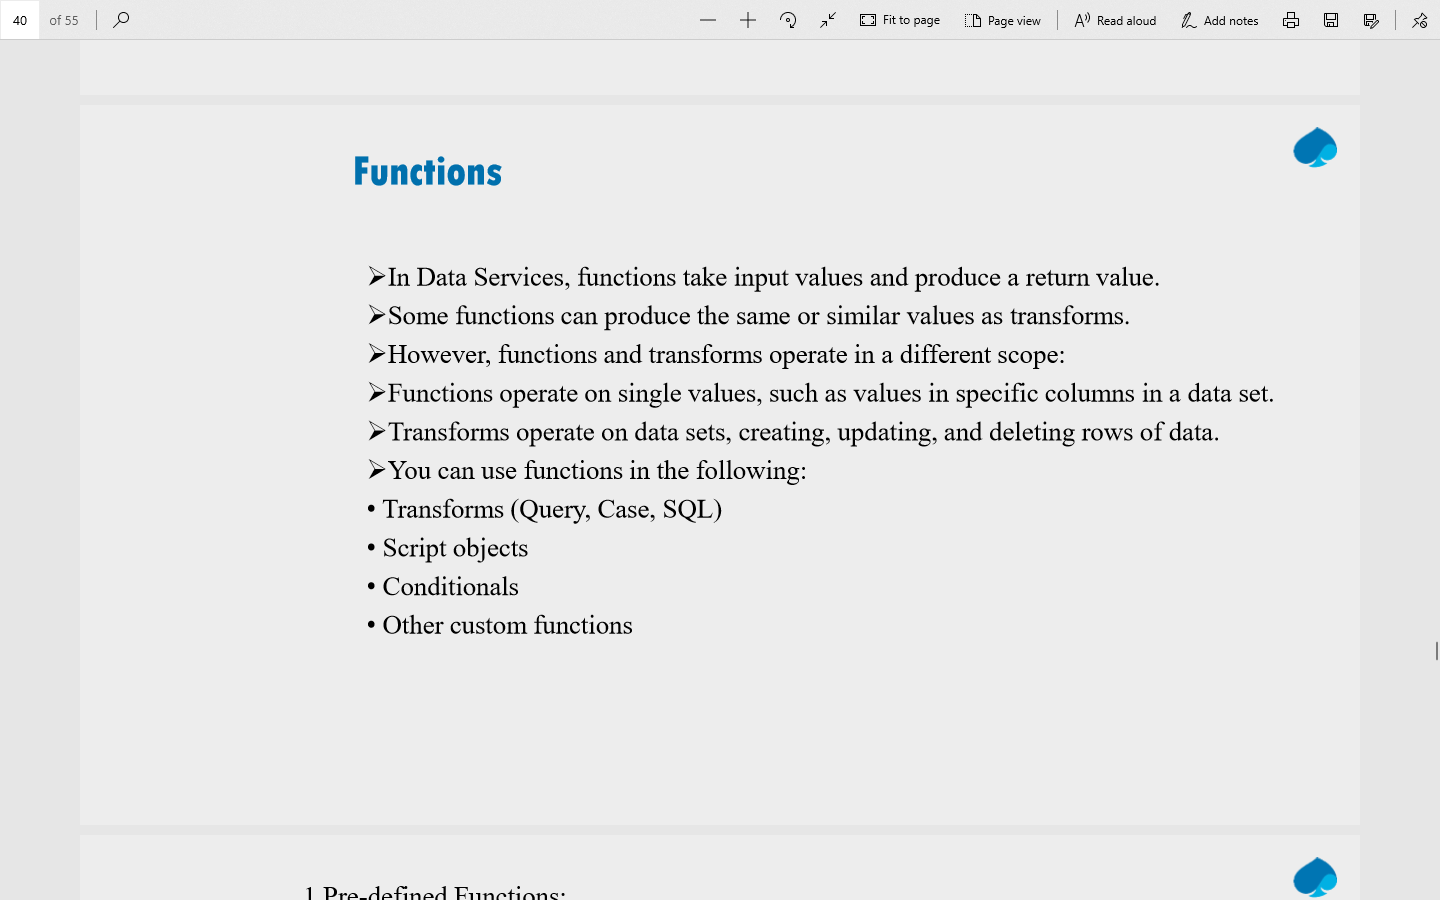 40 of 55 Fit to page Page view Read aloud Add notes
Functions
➢In Data Services, functions take input values and produce a return value.
➢Some functions can produce the same or similar values as transforms.
➢However, functions and transforms operate in a different scope:
➢Functions operate on single values, such as values in specific columns in a data set.
➢Transforms operate on data sets, creating, updating, and deleting rows of data.
➢You can use functions in the following:
• Transforms (Query, Case, SQL)
• Script objects
• Conditionals
• Other custom functions
1.Pre-defined Functions: